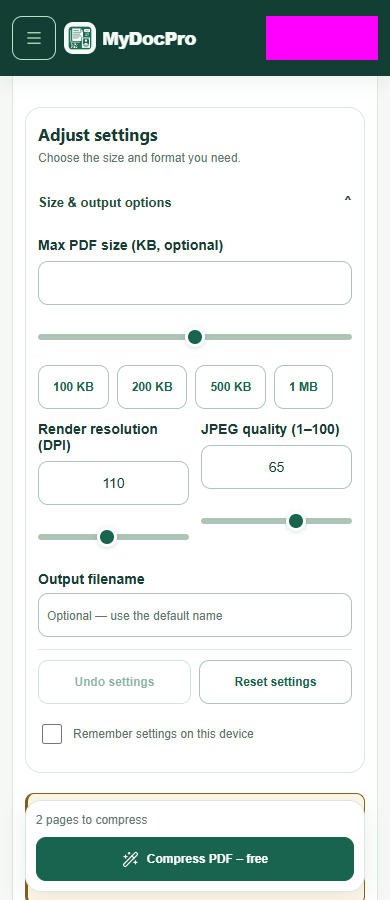 MyDocPro
Adjust settings
Choose the size and format you need.
Size & output options
^
Max PDF size (KB, optional)
100 KB 200 KB 500 KB 1 MB
Render resolution
(DPI)
110
JPEG quality (1–100)
65
Output filename
Optional — use the default name
Undo settings Reset settings
Remember settings on this device
2 pages to compress
Compress PDF – free